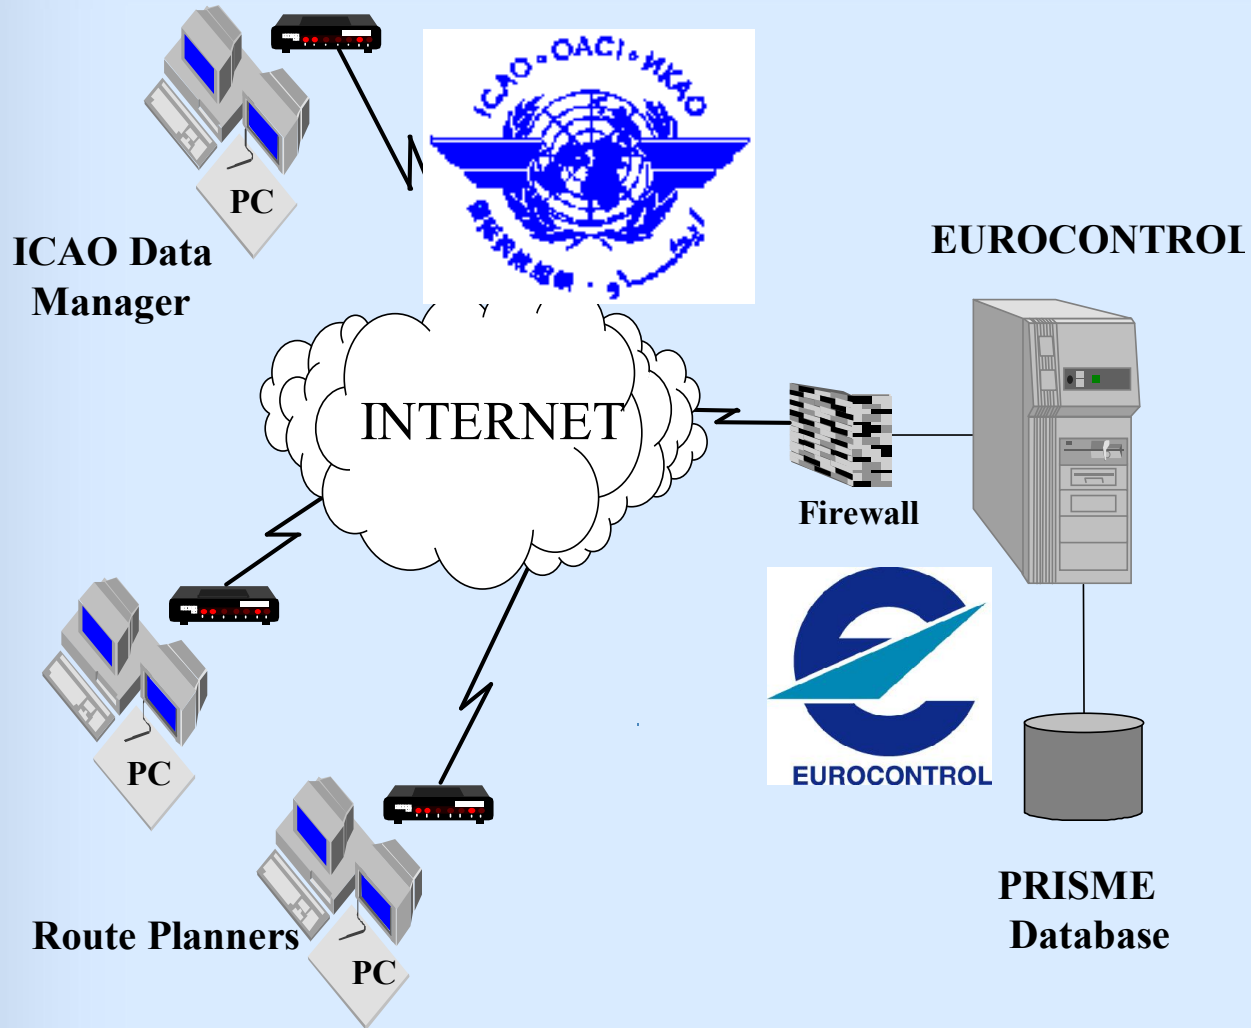 ICAO · OACI · ИКАО
PC
ICAO Data
Manager
EUROCONTROL
INTERNET
Firewall
PC
EUROCONTROL
PRISME
Database
Route Planners
PC